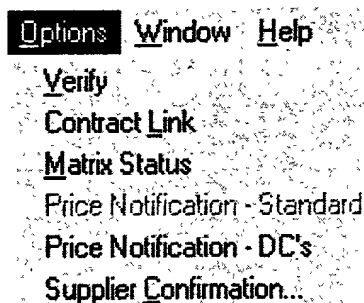 Options Window Help
Verify
Contract Link
Matrix Status
Price Notification - Standard
Price Notification - DC's
Supplier Confirmation...